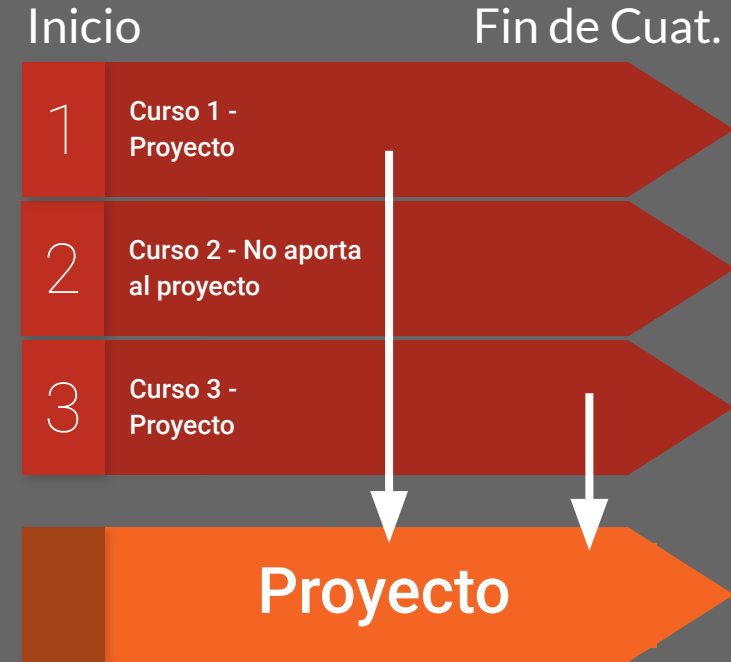 Inicio
Fin de Cuat.
1
Curso 1 -
Proyecto
2
Curso 2 - No aporta
al proyecto
3
Curso 3 -
Proyecto
Proyecto